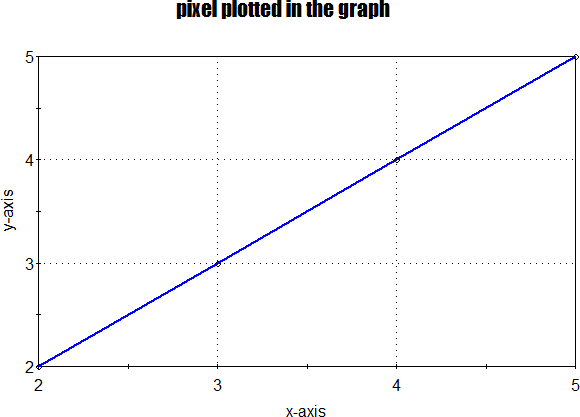 pixel plotted in the graph
5
4
3
2
y-axis
2 3 4 5
x-axis